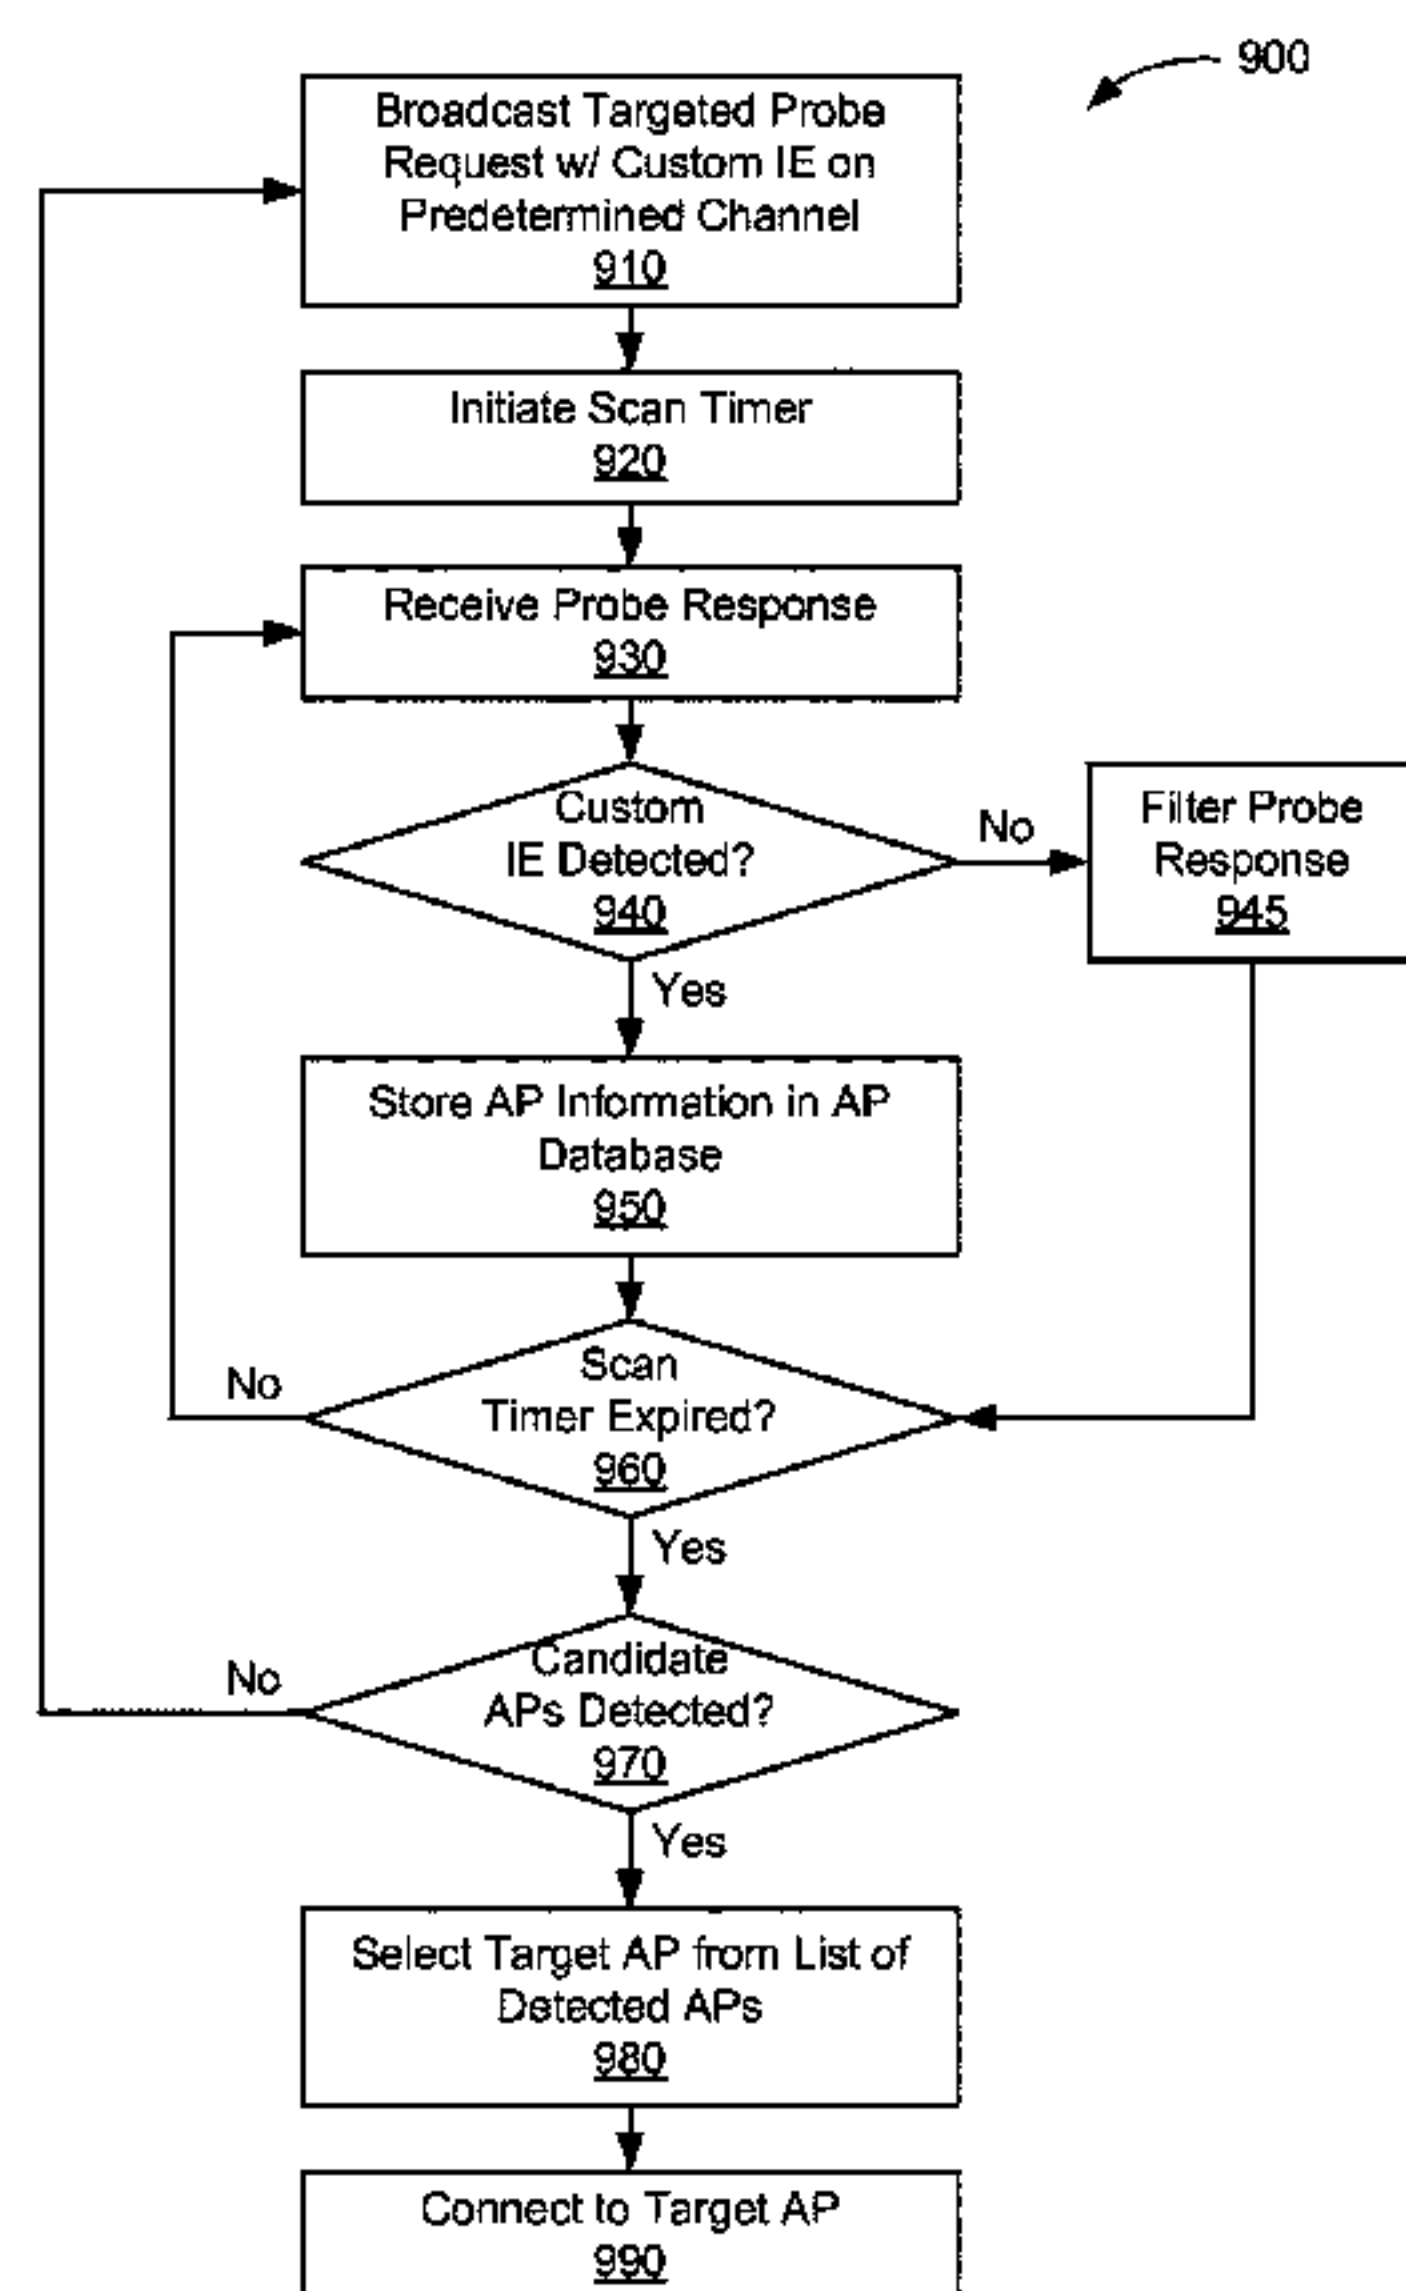 900
Broadcast Targeted Probe
Request w/ Custom IE on
Predetermined Channel
910
Initiate Scan Timer
920
Receive Probe Response
930
Custom
IE Detected?
940
No
Filter Probe
Response
945
Yes
Store AP Information in AP
Database
950
Scan
Timer Expired?
960
No
Yes
Candidate
APs Detected?
970
No
Yes
Select Target AP from List of
Detected APs
980
Connect to Target AP
990